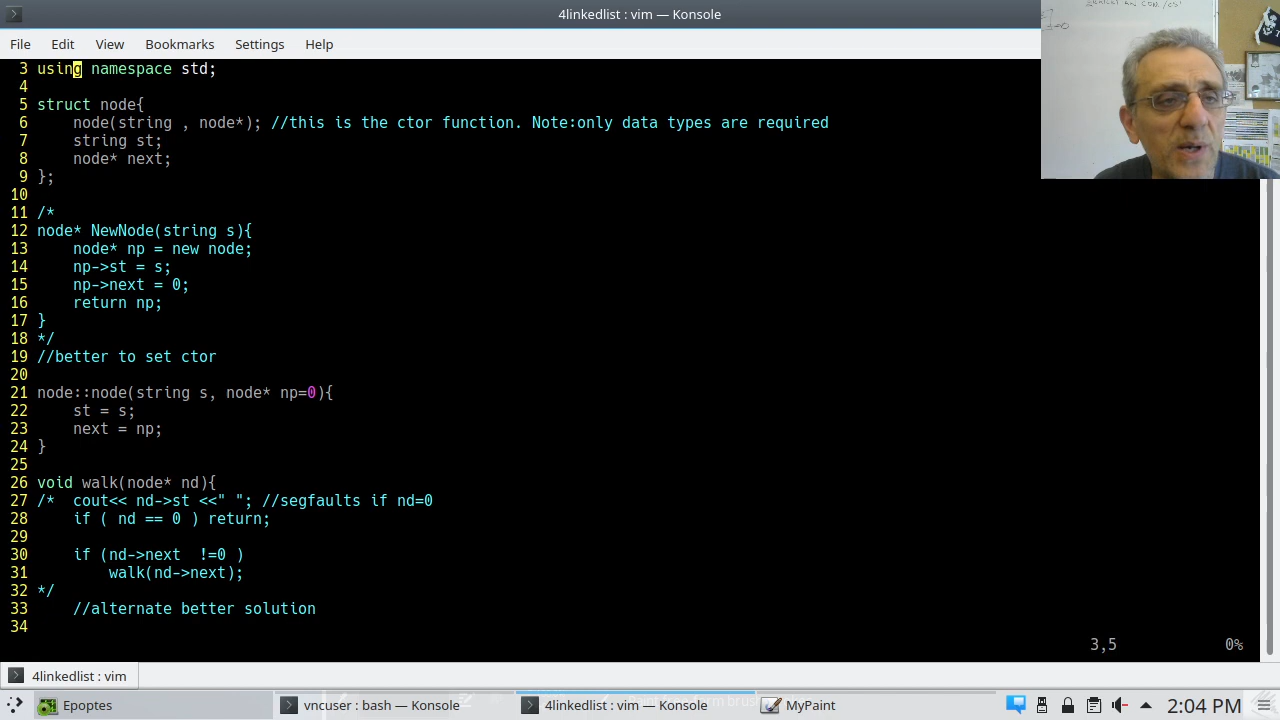 4linkedlist : vim — Konsole
File Edit View Bookmarks Settings Help
3 using namespace std;
4
5 struct node{
6 node(string , node*); //this is the ctor function. Note:only data types are required
7 string st;
8 node* next;
9 };
10
11 /*
12 node* NewNode(string s){
13 node* np = new node;
14 np->st = s;
15 np->next = 0;
16 return np;
17 }
18 */
19 //better to set ctor
20
21 node::node(string s, node* np=0){
22 st = s;
23 next = np;
24 }
25
26 void walk(node* nd){
27 /* cout<< nd->st <<" "; //segfaults if nd=0
28 if ( nd == 0 ) return;
29
30 if (nd->next !=0 )
31 walk(nd->next);
32 */
33 //alternate better solution
34
3,5 0%
4linkedlist : vim
Epoptes vncuser : bash — Konsole 4linkedlist : vim — Konsole MyPaint 2:04 PM